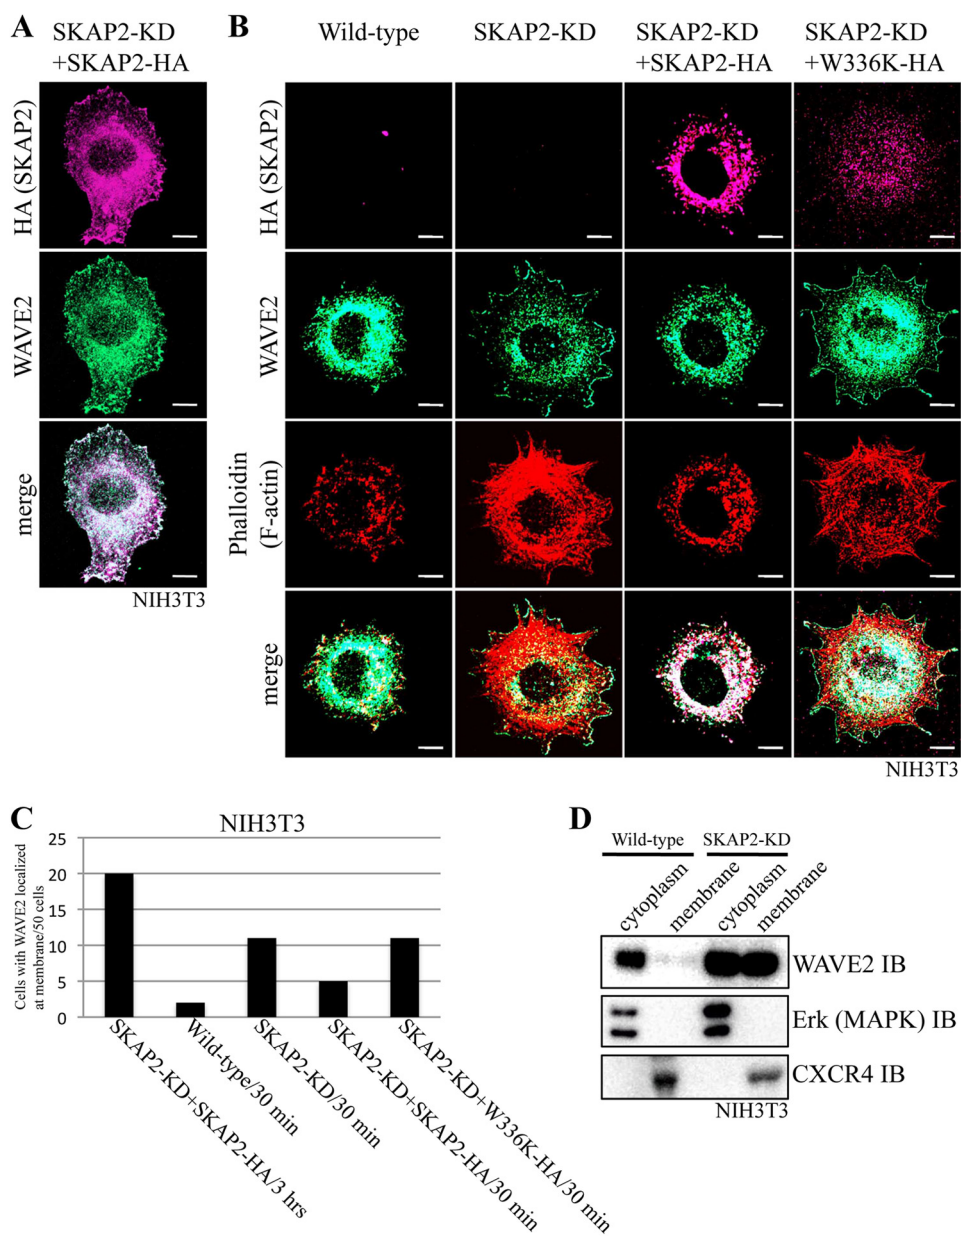 A
SKAP2-KD
+SKAP2-HA
HA (SKAP2)
WAVE2
merge
NIH3T3
B
Wild-type
SKAP2-KD
SKAP2-KD
+SKAP2-HA
SKAP2-KD
+W336K-HA
HA (SKAP2)
WAVE2
Phalloidin
(F-actin)
merge
NIH3T3
C
NIH3T3
Cells with WAVE2 localized
at membrane/50 cells
25
20
15
10
5
0
SKAP2-KD+SKAP2-HA/3 hrs
Wild-type/30 min
SKAP2-KD/30 min
SKAP2-KD+SKAP2-HA/30 min
SKAP2-KD+W336K-HA/30 min
D
Wild-type
SKAP2-KD
cytoplasm
membrane
cytoplasm
membrane
WAVE2 IB
Erk (MAPK) IB
CXCR4 IB
NIH3T3